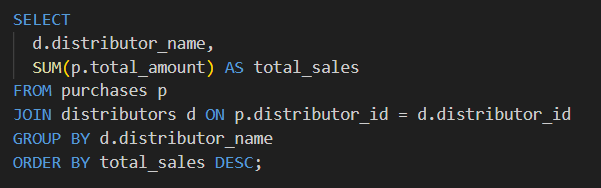 SELECT
  d.distributor_name,
  SUM(p.total_amount) AS total_sales
FROM purchases p
JOIN distributors d ON p.distributor_id = d.distributor_id
GROUP BY d.distributor_name
ORDER BY total_sales DESC;